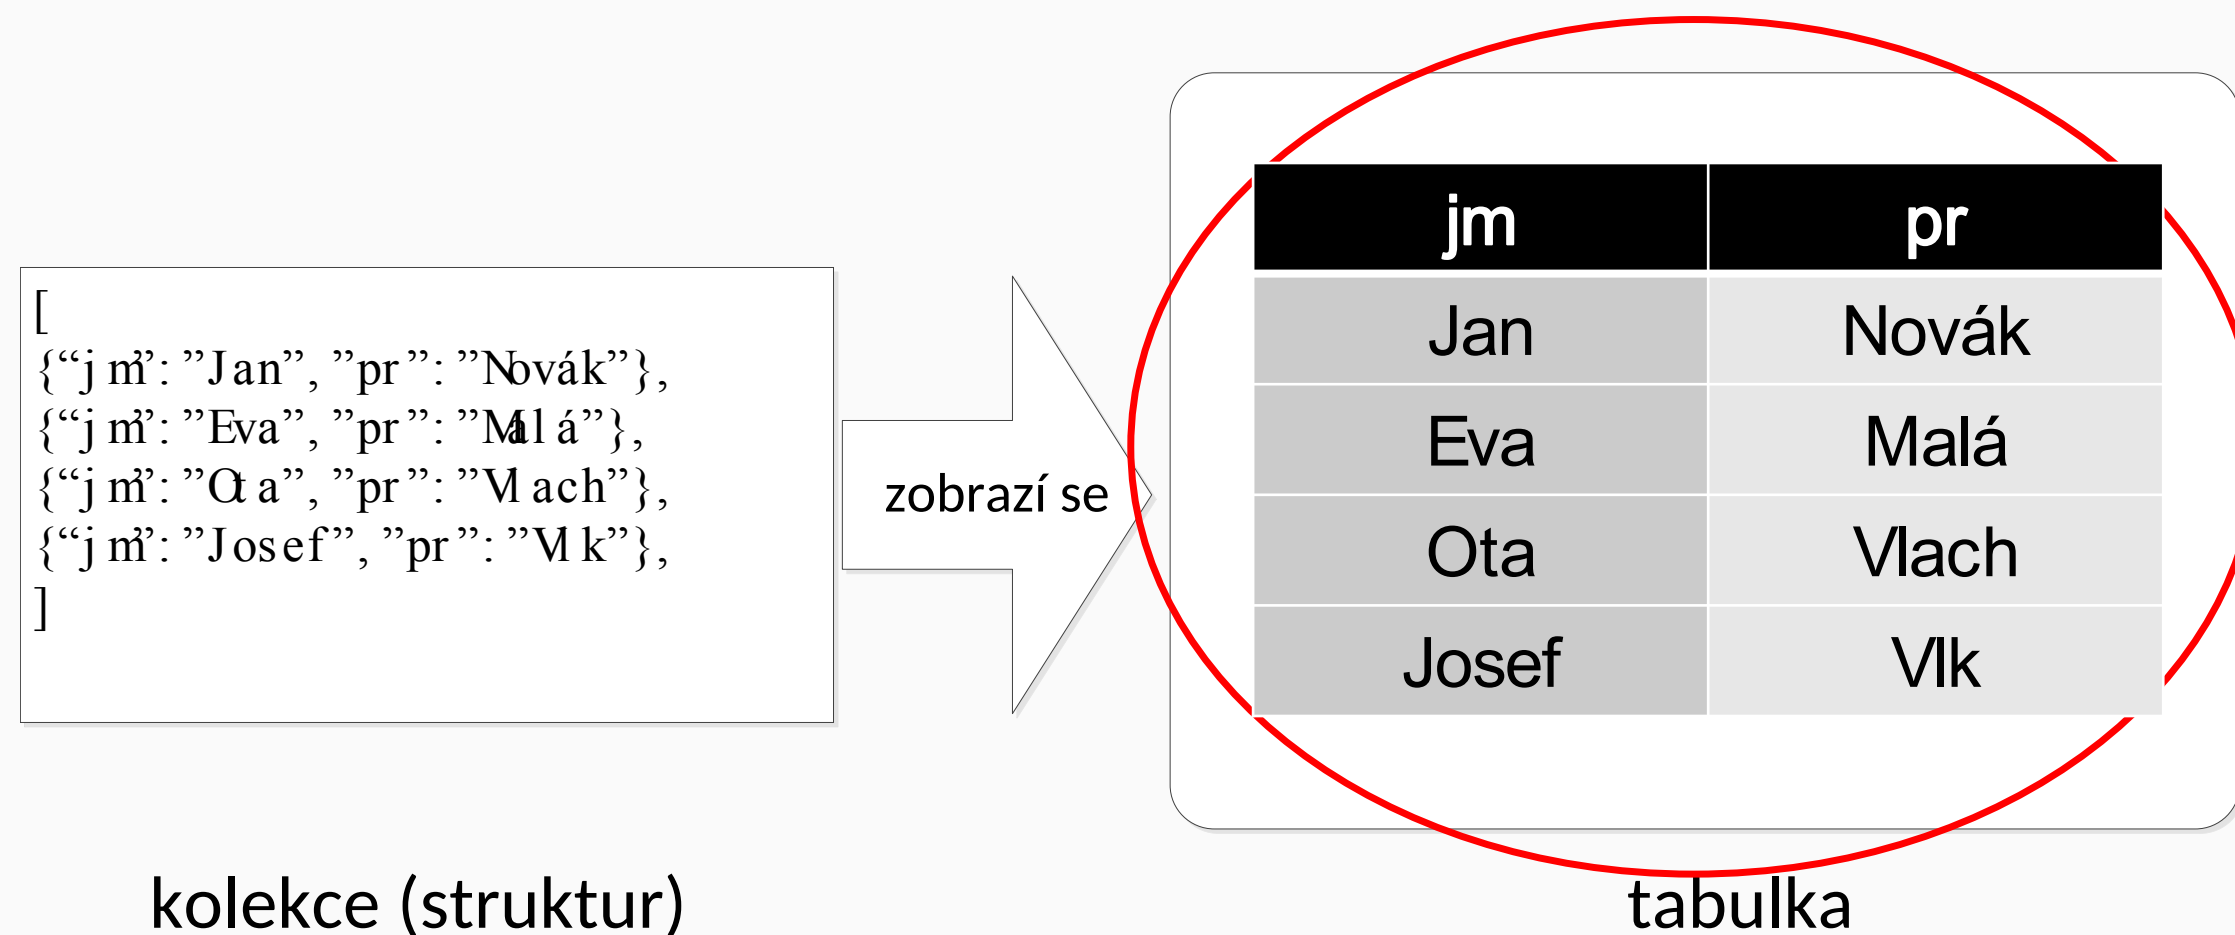 [
{“jm”: ”Jan”, ”pr”: ”Novák”},
{“jm”: ”Eva”, ”pr”: ”Malá”},
{“jm”: ”Ota”, ”pr”: ”Vlach”},
{“jm”: ”Josef”, ”pr”: ”Vlk”},
]
zobrazí se
jm pr
Jan Novák
Eva Malá
Ota Vlach
Josef Vlk
kolekce (struktur)
tabulka